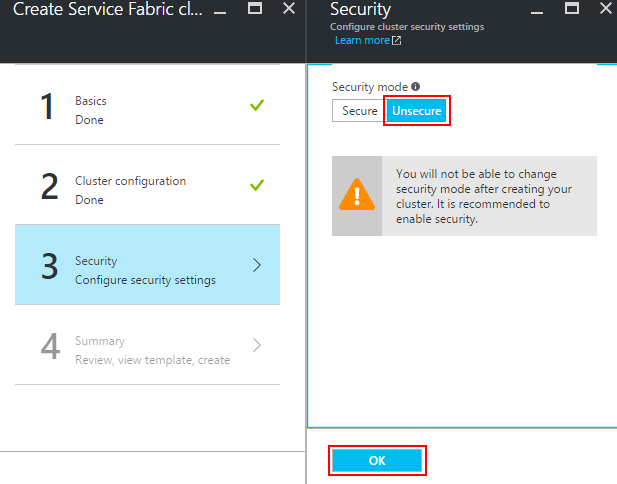 Create Service Fabric cl...
1
Basics
Done
2
Cluster configuration
Done
3
Security
Configure security settings
4
Summary
Review, view template, create
Security
Configure cluster security settings
Learn more
Security mode
Secure
Unsecure
You will not be able to change
security mode after creating your
cluster. It is recommended to
enable security.
OK